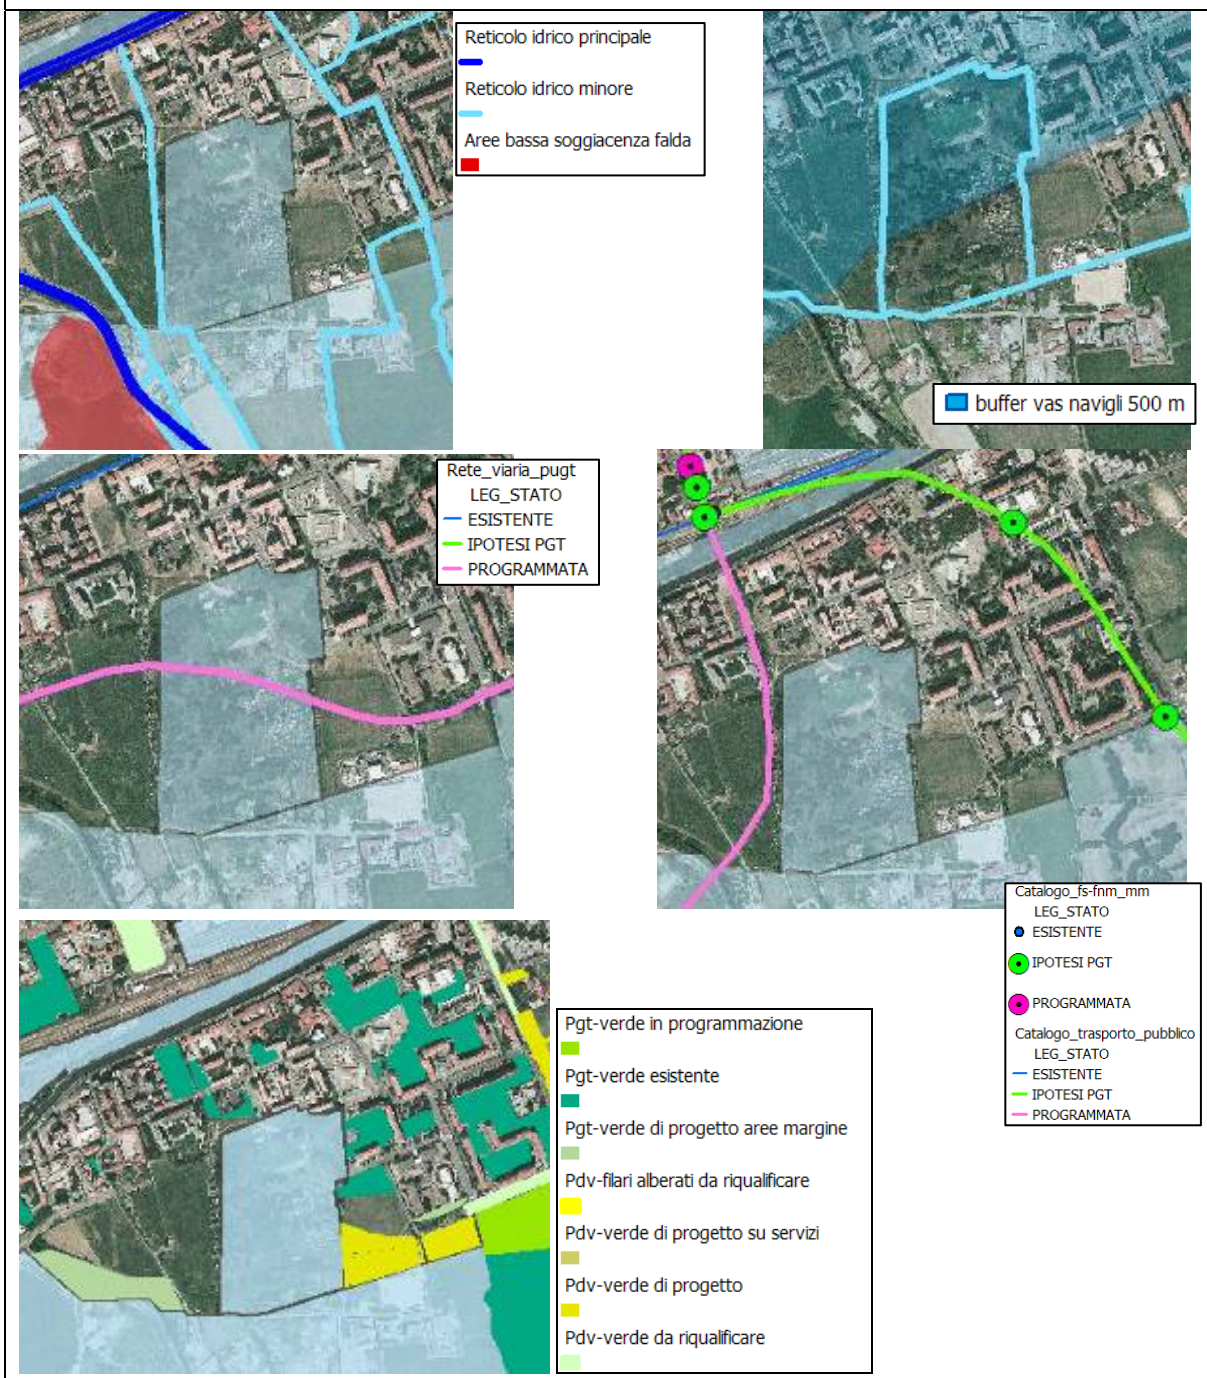 Reticolo idrico principale
Reticolo idrico minore
Aree bassa soggiacenza falda
buffer vas navigli 500 m
Rete_viaria_pugt
LEG_STATO
ESISTENTE
IPOTESI PGT
PROGRAMMATA
Catalogo_fs-fnm_mm
LEG_STATO
ESISTENTE
IPOTESI PGT
PROGRAMMATA
Catalogo_trasporto_pubblico
LEG_STATO
ESISTENTE
IPOTESI PGT
PROGRAMMATA
Pgt-verde in programmazione
Pgt-verde esistente
Pgt-verde di progetto aree margine
Pdv-filari alberati da riqualificare
Pdv-verde di progetto su servizi
Pdv-verde di progetto
Pdv-verde da riqualificare